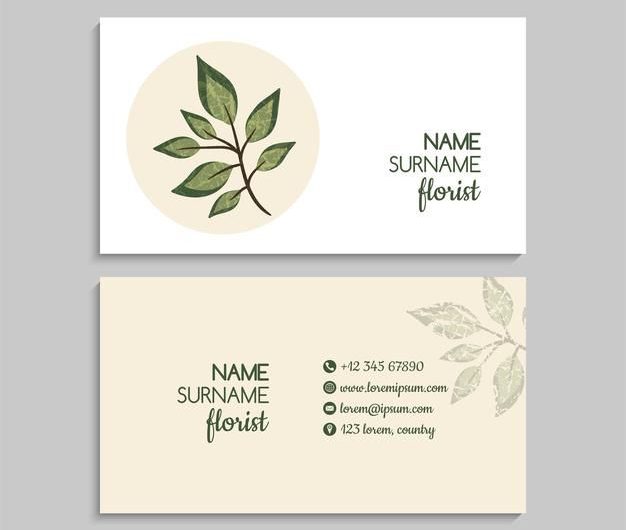 NAME
SURNAME
florist
NAME
SURNAME
florist
+12 345 67890
www.loremipsum.com
lorem@ipsum.com
123 lorem, country